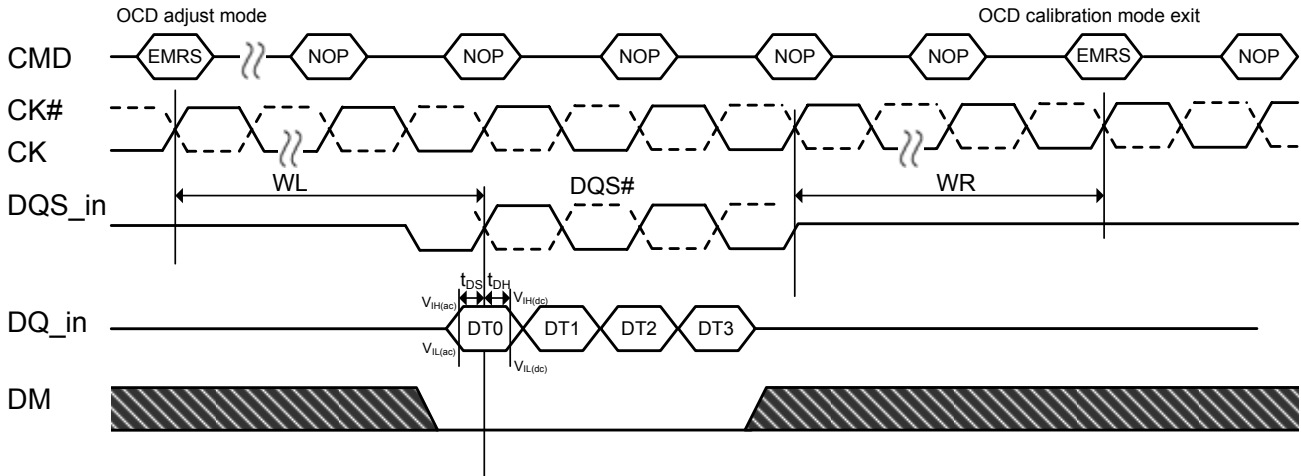 OCD adjust mode OCD calibration mode exit
CMD EMRS NOP NOP NOP NOP NOP EMRS NOP
CK#
CK
WL DQS# WR
DQS_in
tDS tDH
VIH(ac) VIH(dc)
DQ_in DT0 DT1 DT2 DT3
VIL(ac) VIL(dc)
DM